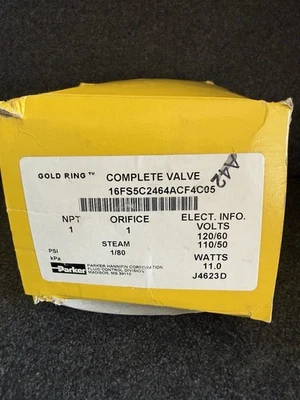 GOLD RING™ COMPLETE VALVE
16FS5C2464ACF4C05
A42
NPT ORIFICE ELECT. INFO.
1 1 VOLTS
120/60
110/50
STEAM
PSI 1/80 WATTS
kPa 11.0
J4623D
Parker
PARKER HANNIFIN CORPORATION
FLUID CONTROL DIVISION
MADISON, MS 39110